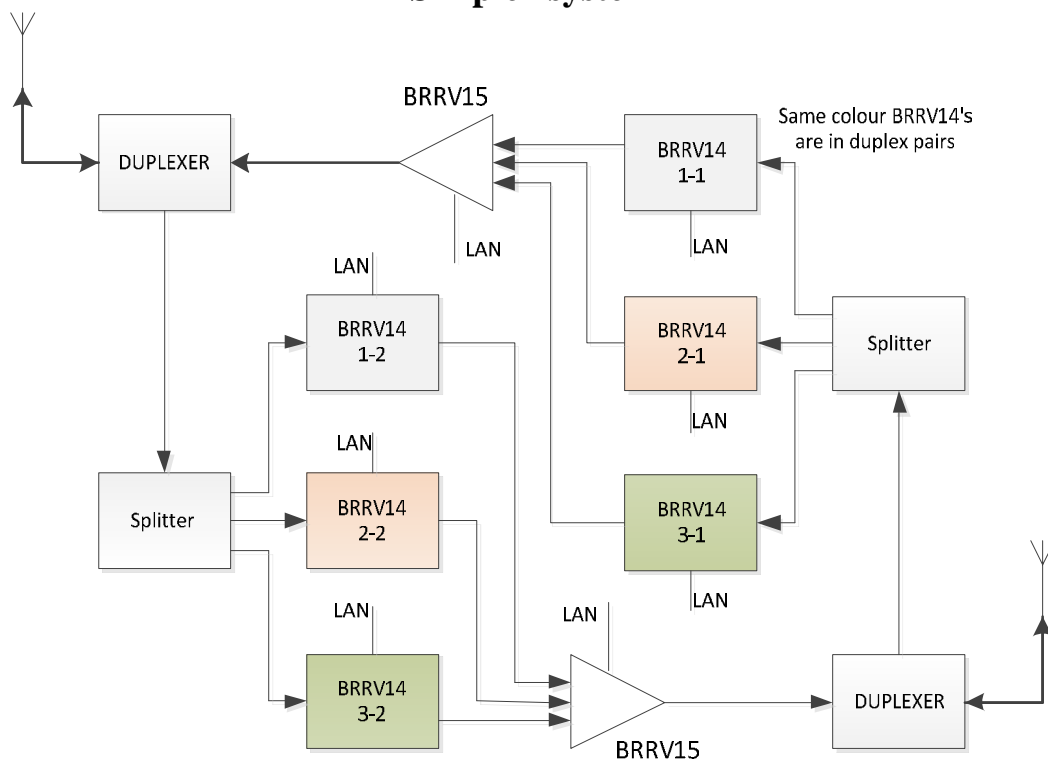 BRRV15
Same colour BRRV14's
are in duplex pairs
DUPLEXER
BRRV14
1-1
LAN
LAN
LAN
BRRV14
1-2
BRRV14
2-1
Splitter
LAN
LAN
Splitter
BRRV14
2-2
BRRV14
3-1
LAN
LAN
LAN
BRRV14
3-2
DUPLEXER
BRRV15